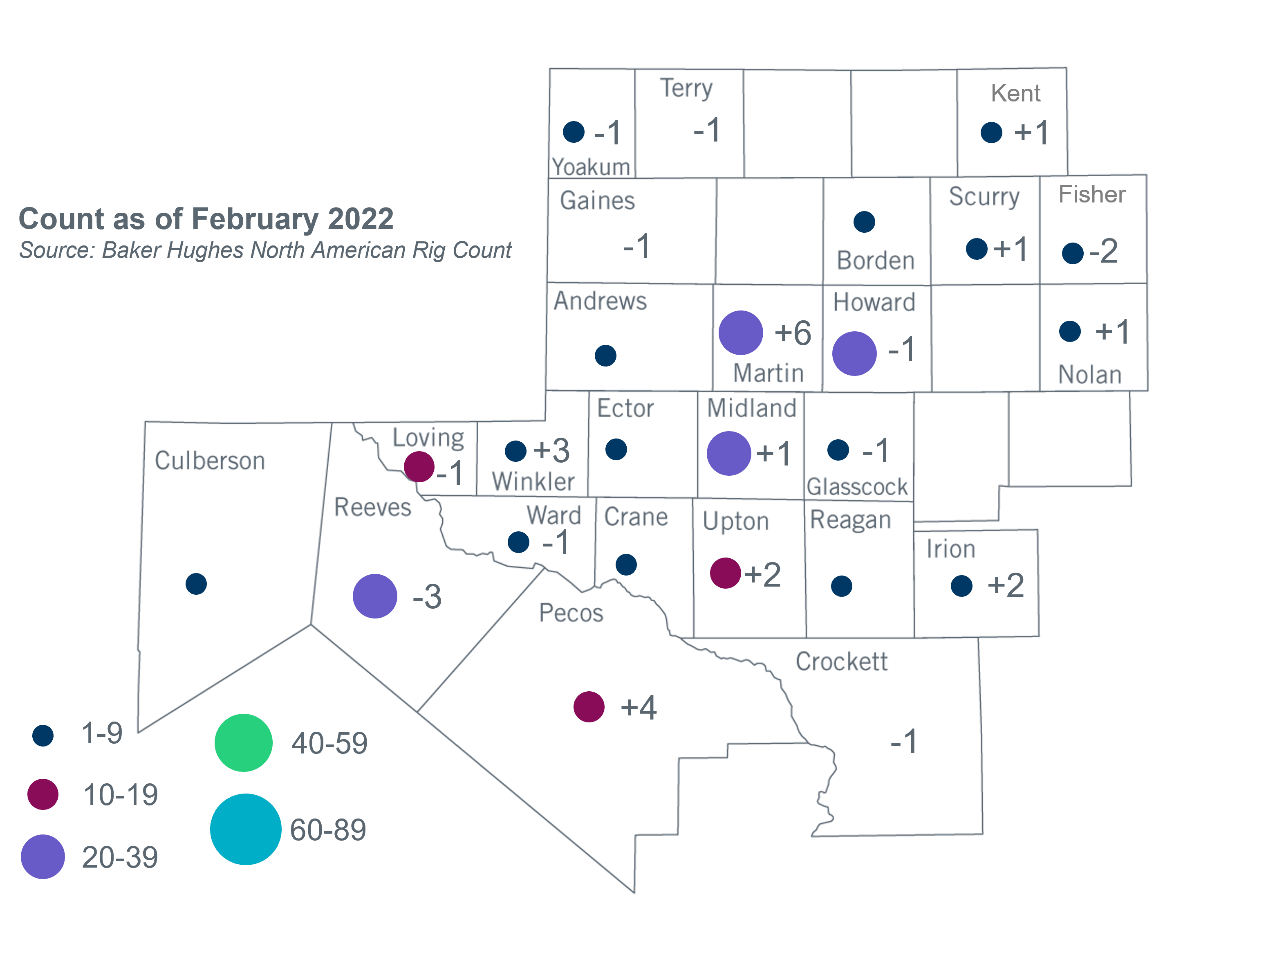 Terry
Kent
-1
-1
+1
Yoakum
Count as of February 2022
Source: Baker Hughes North American Rig Count
Gaines
Scurry
Fisher
-1
Borden
+1
-2
Andrews
Howard
+6
-1
+1
Martin
Nolan
Ector
Midland
Culberson
Loving
-1
+3
Winkler
+1
-1
Glasscock
Reeves
Ward
-1
Crane
Upton
Reagan
Irion
-3
+2
+2
Pecos
Crockett
+4
-1
1-9
10-19
20-39
40-59
60-89